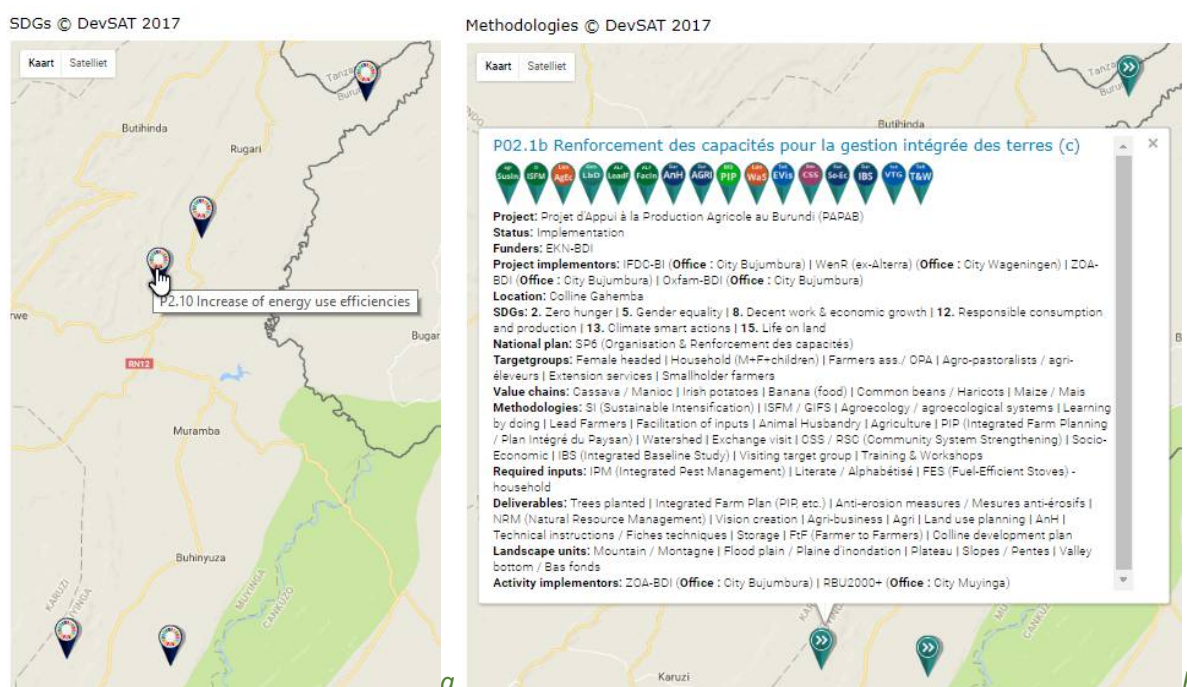 SDGs © DevSAT 2017
Kaart Satelliet
Butihinda
Rugari
P2.10 Increase of energy use efficiencies
rwe
Bugar
RN12
Muramba
Buhinyuza
KARUZI
MUYINGA
MUYINGA
CANKUZO
a
Methodologies © DevSAT 2017
Kaart Satelliet
Butihinda
P02.1b Renforcement des capacités pour la gestion intégrée des terres (c)
SusIn ISFM AgEc LbD LeadF FacIn AnH AGRI PIP WaS EVis CSS So-Ec IBS VTG T&W
Project: Projet d'Appui à la Production Agricole au Burundi (PAPAB)
Status: Implementation
Funders: EKN-BDI
Project implementors: IFDC-BI (Office : City Bujumbura) | WenR (ex-Alterra) (Office : City Wageningen) | ZOA-
BDI (Office : City Bujumbura) | Oxfam-BDI (Office : City Bujumbura)
Location: Colline Gahemba
SDGs: 2. Zero hunger | 5. Gender equality | 8. Decent work & economic growth | 12. Responsible consumption
and production | 13. Climate smart actions | 15. Life on land
National plan: SP6 (Organisation & Renforcement des capacités)
Targetgroups: Female headed | Household (M+F+children) | Farmers ass./ OPA | Agro-pastoralists / agri-
éleveurs | Extension services | Smallholder farmers
Value chains: Cassava / Manioc | Irish potatoes | Banana (food) | Common beans / Haricots | Maize / Mais
Methodologies: SI (Sustainable Intensification) | ISFM / GIFS | Agroecology / agroecological systems | Learning
by doing | Lead Farmers | Facilitation of inputs | Animal Husbandry | Agriculture | PIP (Integrated Farm Planning
/ Plan Intégré du Paysan) | Watershed | Exchange visit | CSS / RSC (Community System Strengthening) | Socio-
Economic | IBS (Integrated Baseline Study) | Visiting target group | Training & Workshops
Required inputs: IPM (Integrated Pest Management) | Literate / Alphabétisé | FES (Fuel-Efficient Stoves) -
household
Deliverables: Trees planted | Integrated Farm Plan (PIP, etc.) | Anti-erosion measures / Mesures anti-érosifs |
NRM (Natural Resource Management) | Vision creation | Agri-business | Agri | Land use planning | AnH |
Technical instructions / Fiches techniques | Storage | FtF (Farmer to Farmers) | Colline development plan
Landscape units: Mountain / Montagne | Flood plain / Plaine d'inondation | Plateau | Slopes / Pentes | Valley
bottom / Bas fonds
Activity implementors: ZOA-BDI (Office : City Bujumbura) | RBU2000+ (Office : City Muyinga)
Karuzi